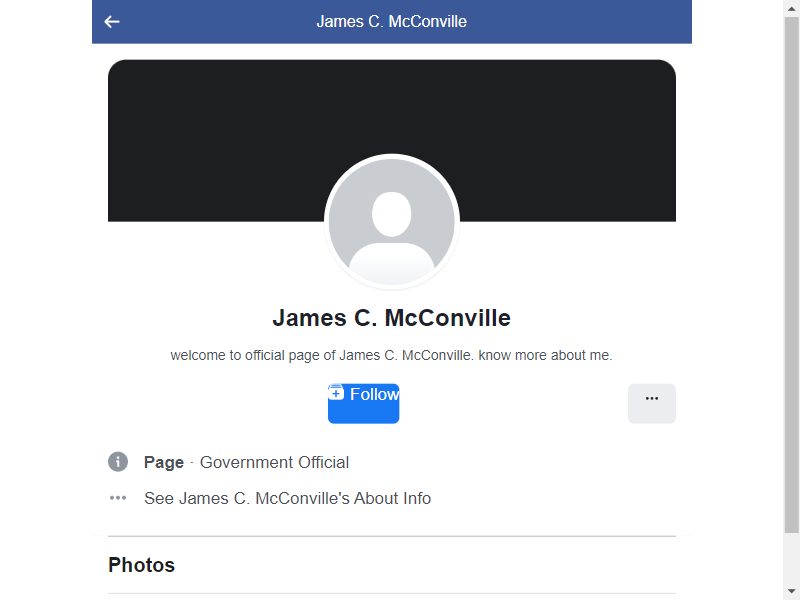 James C. McConville
James C. McConville
welcome to official page of James C. McConville. know more about me.
Follow
Page · Government Official
See James C. McConville's About Info
Photos